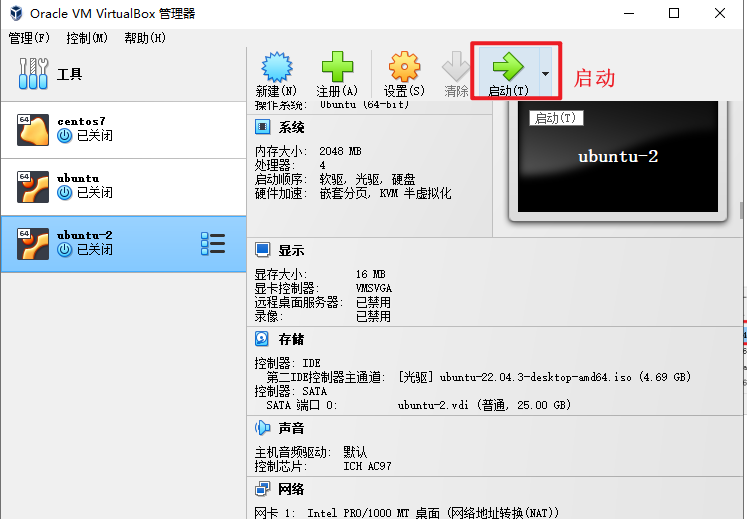 Oracle VM VirtualBox 管理器
管理(F) 控制(M) 帮助(H)
工具
新建(N) 注册(A) 设置(S) 清除 启动(T)
启动
64
centos7
已关闭
64
ubuntu
已关闭
64
ubuntu-2
已关闭
操作系统: Ubuntu (64-bit)
系统
内存大小: 2048 MB
处理器: 4
启动顺序: 软驱, 光驱, 硬盘
硬件加速: 嵌套分页, KVM 半虚拟化
启动(T)
ubuntu-2
显示
显存大小: 16 MB
显卡控制器: VMSVGA
远程桌面服务器: 已禁用
录像: 已禁用
存储
控制器: IDE
第二IDE控制器主通道: [光驱] ubuntu-22.04.3-desktop-amd64.iso (4.69 GB)
控制器: SATA
SATA 端口 0: ubuntu-2.vdi (普通, 25.00 GB)
声音
主机音频驱动: 默认
控制芯片: ICH AC97
网络
网卡 1: Intel PRO/1000 MT 桌面 (网络地址转换(NAT))